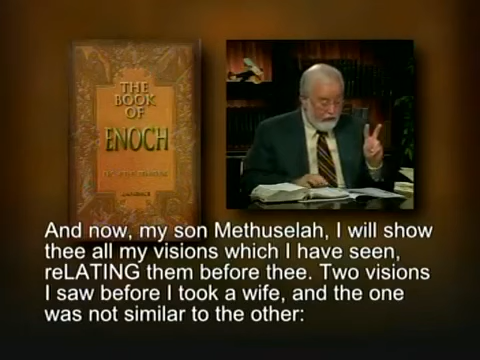 THE
BOOK
OF
ENOCH
And now, my son Methuselah, I will show
thee all my visions which I have seen,
reLATING them before thee. Two visions
I saw before I took a wife, and the one
was not similar to the other: